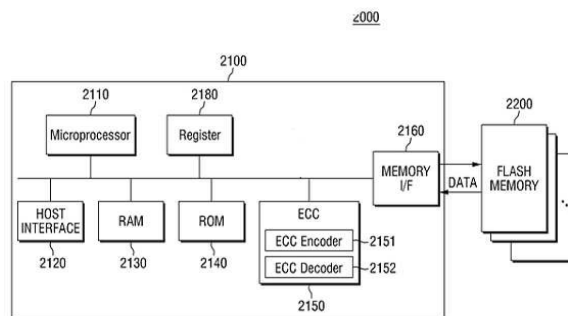 2000
2100
2110
2180
2160
2200
Microprocessor
Register
MEMORY
I/F
DATA
FLASH
MEMORY
HOST
INTERFACE
RAM
ROM
ECC
ECC Encoder
2151
ECC Decoder
2152
2120
2130
2140
2150